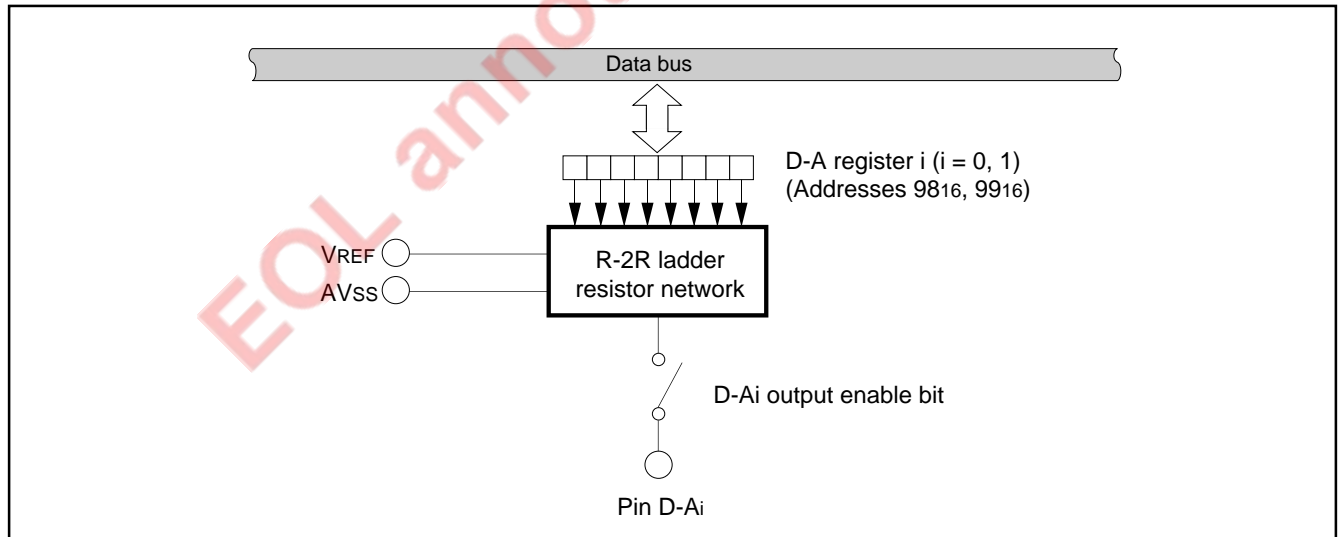 Data bus
D-A register i (i = 0, 1)
(Addresses 9816, 9916)
VREF
AVSS
R-2R ladder
resistor network
D-Ai output enable bit
Pin D-Ai
EOL anno